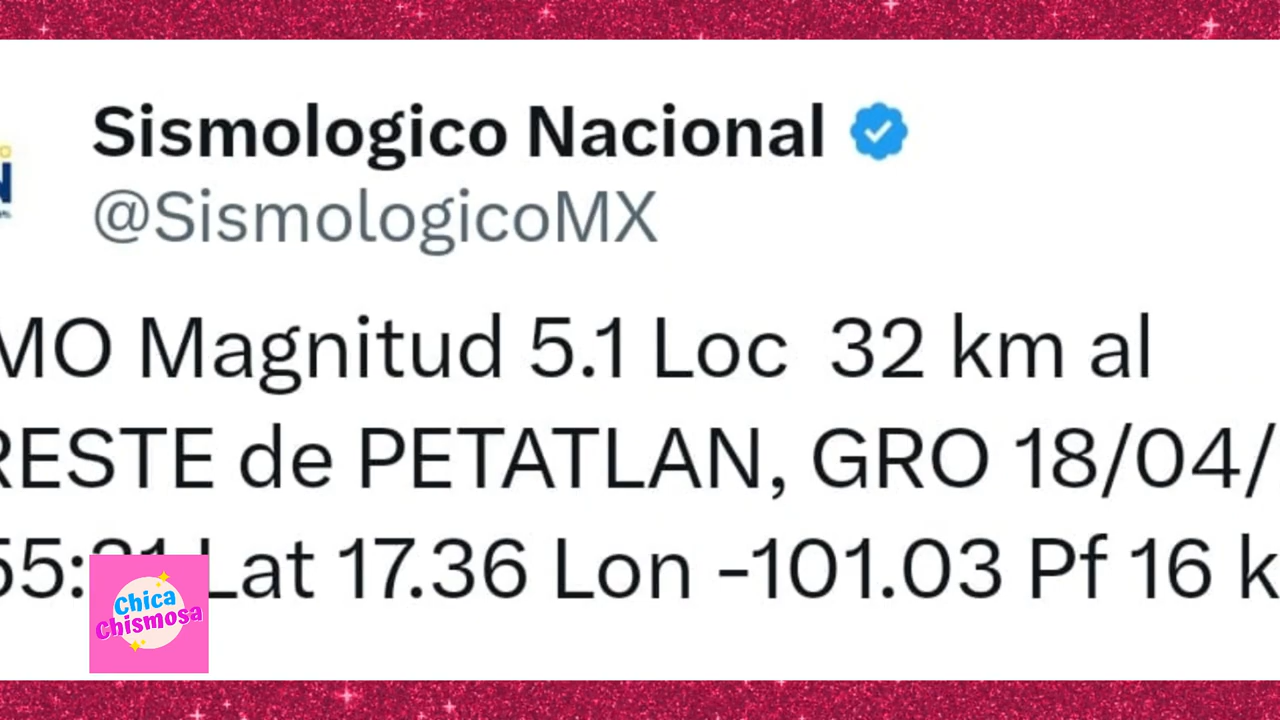 Sismologico Nacional
@SismologicoMX
MO Magnitud 5.1 Loc 32 km al
RESTE de PETATLAN, GRO 18/04/
55: Lat 17.36 Lon -101.03 Pf 16 k
Chica
Chismosa